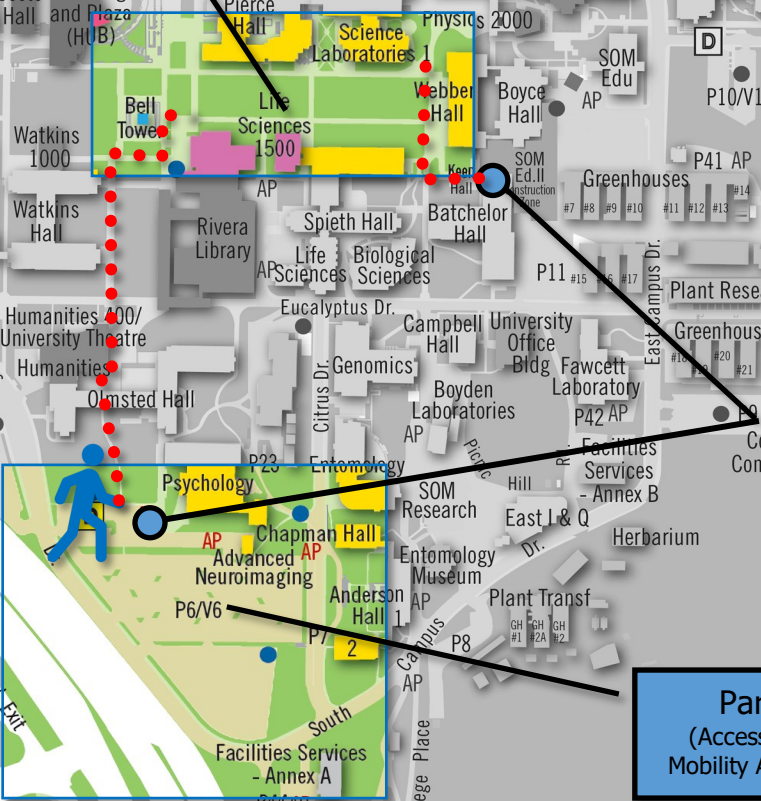 Hall
and Plaza
(HUB)
Pierce
Hall
Science
Laboratories 1
Physics 2000
D
SOM
Edu
P10/V1
Bell
Tower
Life
Sciences
1500
Webber
Hall
Boyce
Hall
AP
Watkins
1000
AP
Hall
SOM
Ed.II
Zone
P41 AP
Greenhouses
#14
#7 #8 #9 #10
#11 #12 #13
Watkins
Hall
Rivera
Library
Spieth Hall
Batchelor
Hall
AP
Life
Sciences
Biological
Sciences
P11 #15 #16 #17
East Campus Dr.
Plant
Eucalyptus Dr.
Humanities 400/
University Theatre
Humanities
Campbell
Hall
University
Office
Bldg
#20
#21
Genomics
Fawcett
Laboratory
Citrus Dr.
Olmsted Hall
Boyden
Laboratories
P42 AP
AP
Picnic
Hill
Rd.
P23
Entomology
Facilities
Services
- Annex B
Psychology
SOM
Research
East I & Q
Dr.
Herbarium
AP
Chapman Hall
AP
Advanced
Neuroimaging
Entomology
Museum
P6/V6
Anderson
Hall 1
AP
Plant Transf
GH
#1
GH
#2A
GH
#2
P7
2
Campus
P8
AP
South
Exit
Place
Facilities Services
- Annex A
(Access
Mobility